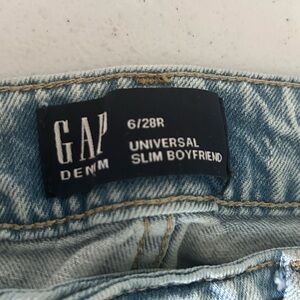 GAP
DENIM
6/28R
UNIVERSAL
SLIM BOYFRIEND